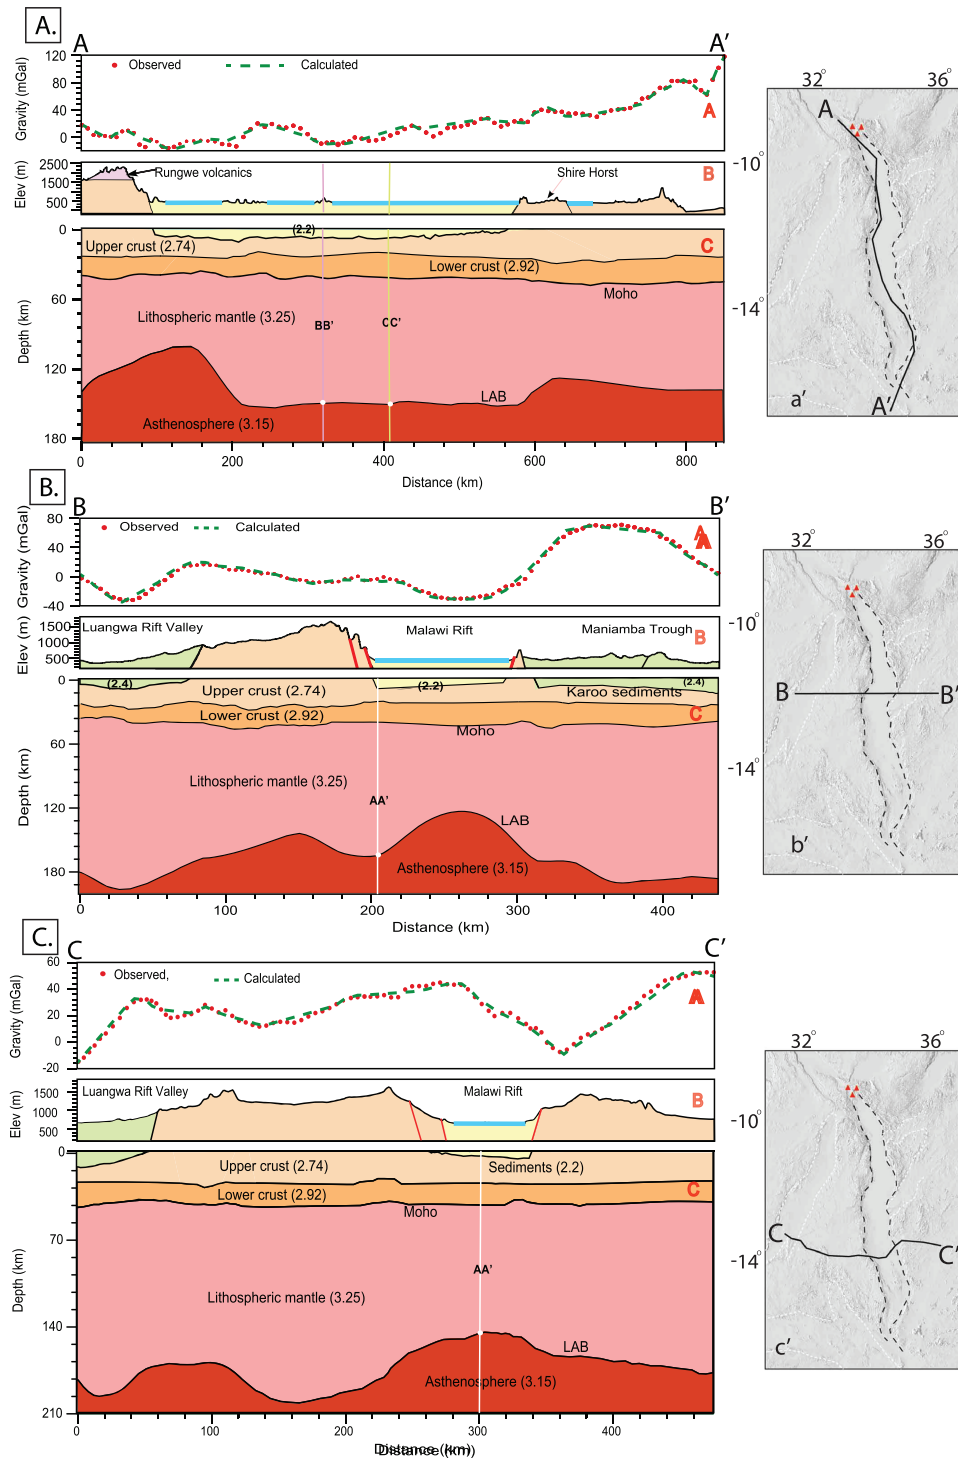 A.
A A'
120
80
40
0
Gravity (mGal)
Observed Calculated
A
2500
1500
500
Elev (m)
Rungwe volcanics
Shire Horst
B
0
60
120
180
Depth (km)
(2.2)
Upper crust (2.74)
C
Lower crust (2.92)
Moho
Lithospheric mantle (3.25)
BB' CC'
LAB
Asthenosphere (3.15)
0 200 400 600 800
Distance (km)
32° 36°
A
-10°
-14°
a'
A'
B.
B B'
80
40
0
-40
Gravity (mGal)
Observed Calculated
A
1500
1000
500
Elev (m)
Luangwa Rift Valley Malawi Rift Maniamba Trough
B
0
60
120
180
Depth (km)
(2.4) (2.2) (2.4)
Upper crust (2.74) Karoo sediments
Lower crust (2.92)
C
Moho
Lithospheric mantle (3.25)
AA'
LAB
Asthenosphere (3.15)
0 100 200 300 400
Distance (km)
32° 36°
-10°
B B'
-14°
b'
C.
C C'
60
40
20
0
-20
Gravity (mGal)
Observed, Calculated
A
1500
1000
500
Elev (m)
Luangwa Rift Valley Malawi Rift
B
0
70
140
210
Depth (km)
Upper crust (2.74) Sediments (2.2)
Lower crust (2.92)
C
Moho
AA'
Lithospheric mantle (3.25)
LAB
Asthenosphere (3.15)
0 100 200 300 400
Distance (km)
32° 36°
-10°
C C'
-14°
c'